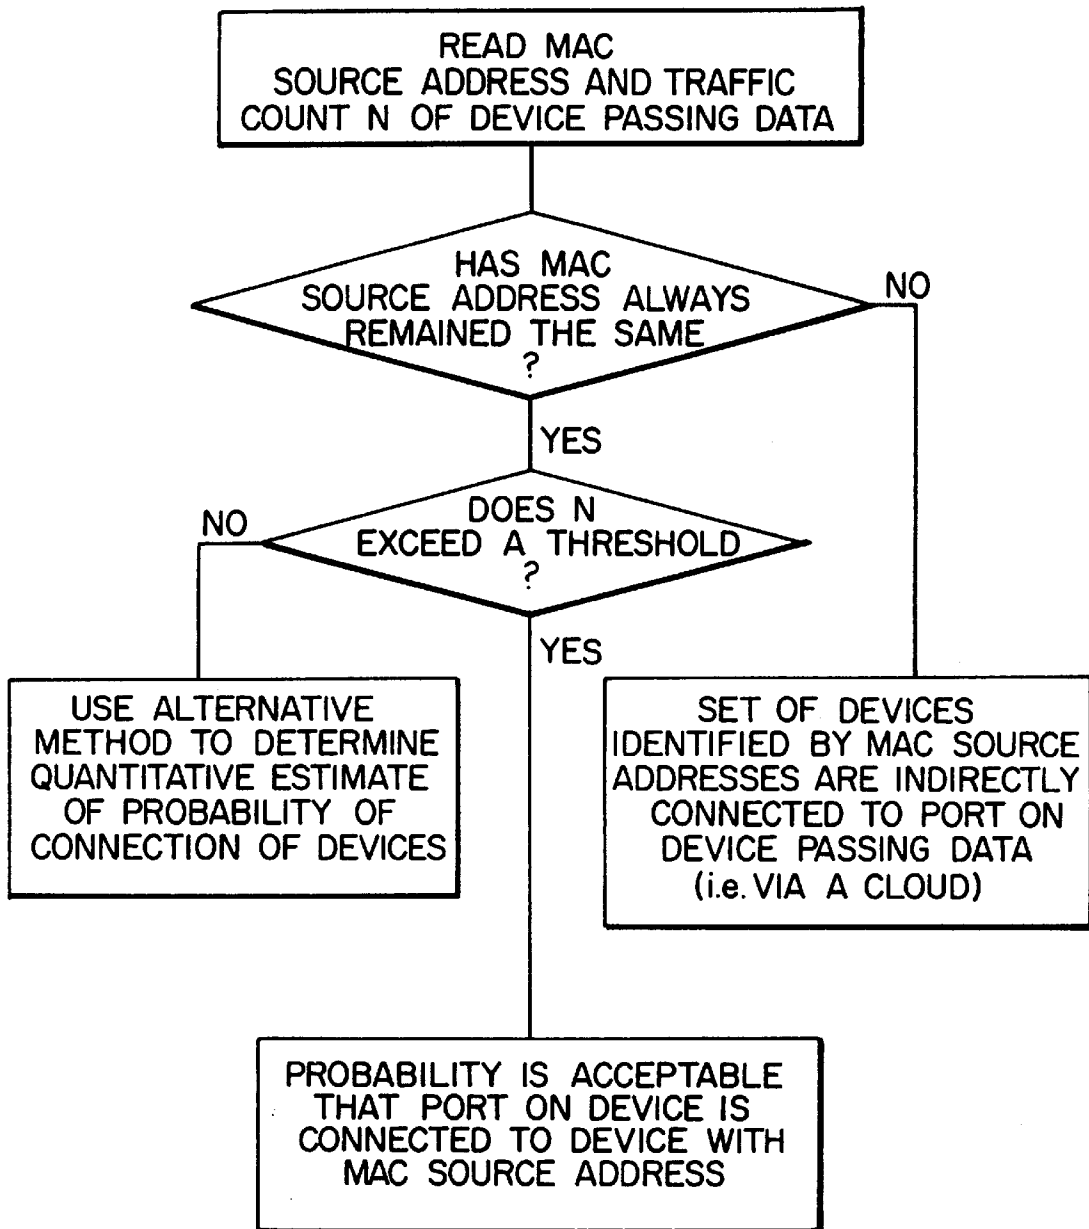 READ MAC
SOURCE ADDRESS AND TRAFFIC
COUNT N OF DEVICE PASSING DATA
HAS MAC
SOURCE ADDRESS ALWAYS
REMAINED THE SAME
?
NO
YES
DOES N
EXCEED A THRESHOLD
?
NO
YES
USE ALTERNATIVE
METHOD TO DETERMINE
QUANTITATIVE ESTIMATE
OF PROBABILITY OF
CONNECTION OF DEVICES
SET OF DEVICES
IDENTIFIED BY MAC SOURCE
ADDRESSES ARE INDIRECTLY
CONNECTED TO PORT ON
DEVICE PASSING DATA
(i.e. VIA A CLOUD)
PROBABILITY IS ACCEPTABLE
THAT PORT ON DEVICE IS
CONNECTED TO DEVICE WITH
MAC SOURCE ADDRESS